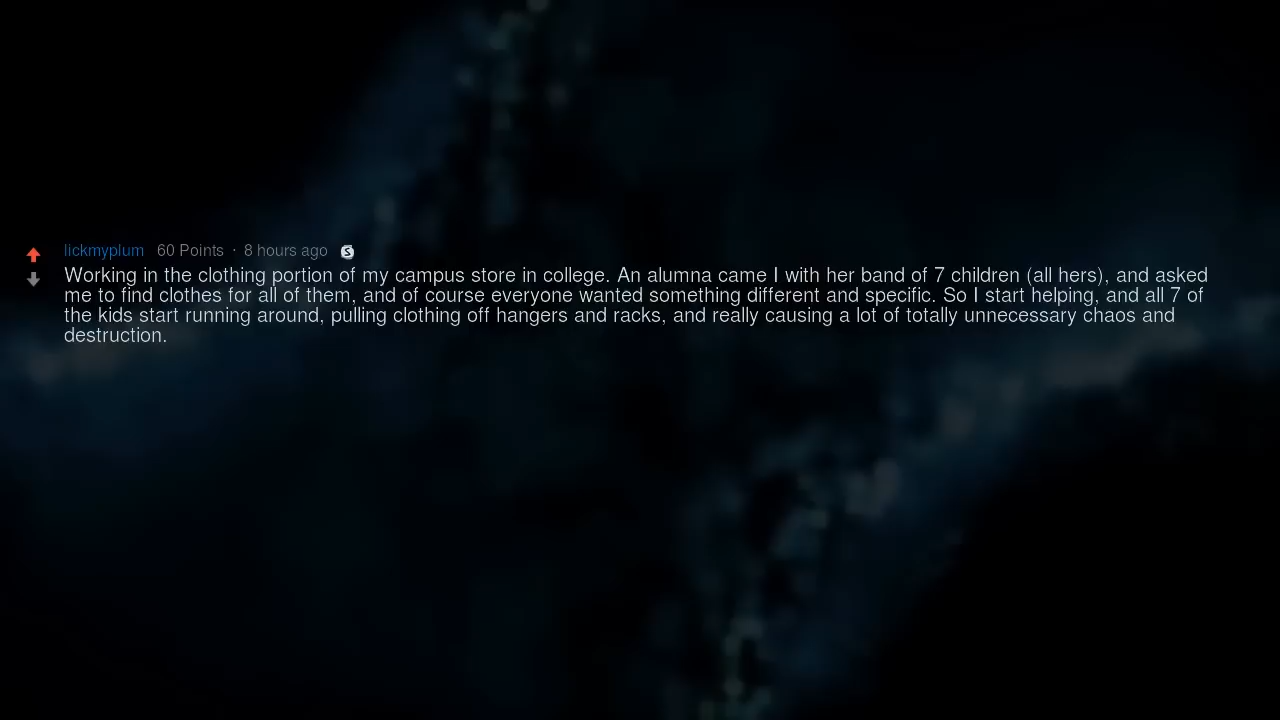 lickmyplum 60 Points · 8 hours ago S
Working in the clothing portion of my campus store in college. An alumna came I with her band of 7 children (all hers), and asked
me to find clothes for all of them, and of course everyone wanted something different and specific. So I start helping, and all 7 of
the kids start running around, pulling clothing off hangers and racks, and really causing a lot of totally unnecessary chaos and
destruction.